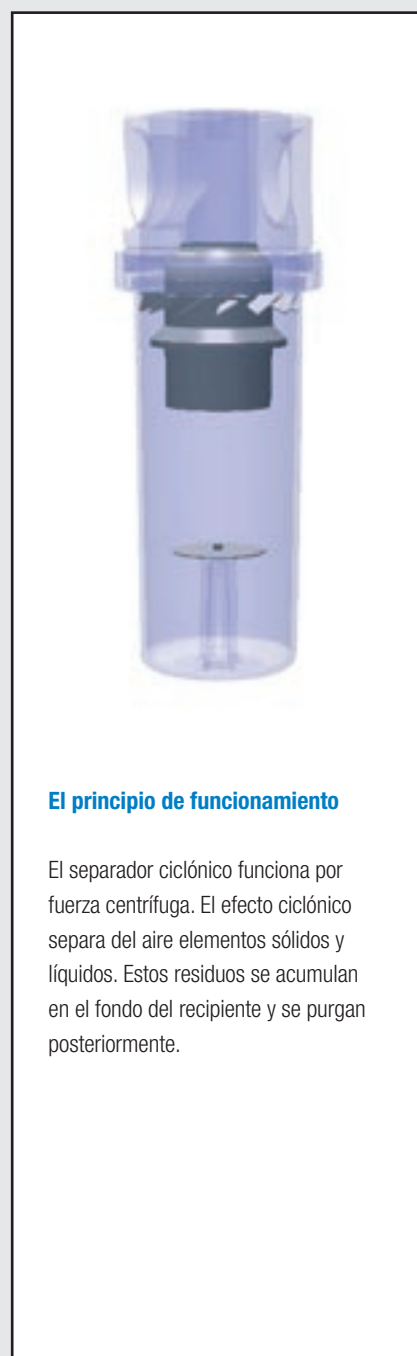 El principio de funcionamiento
El separador ciclónico funciona por
fuerza centrífuga. El efecto ciclónico
separa del aire elementos sólidos y
líquidos. Estos residuos se acumulan
en el fondo del recipiente y se purgan
posteriormente.